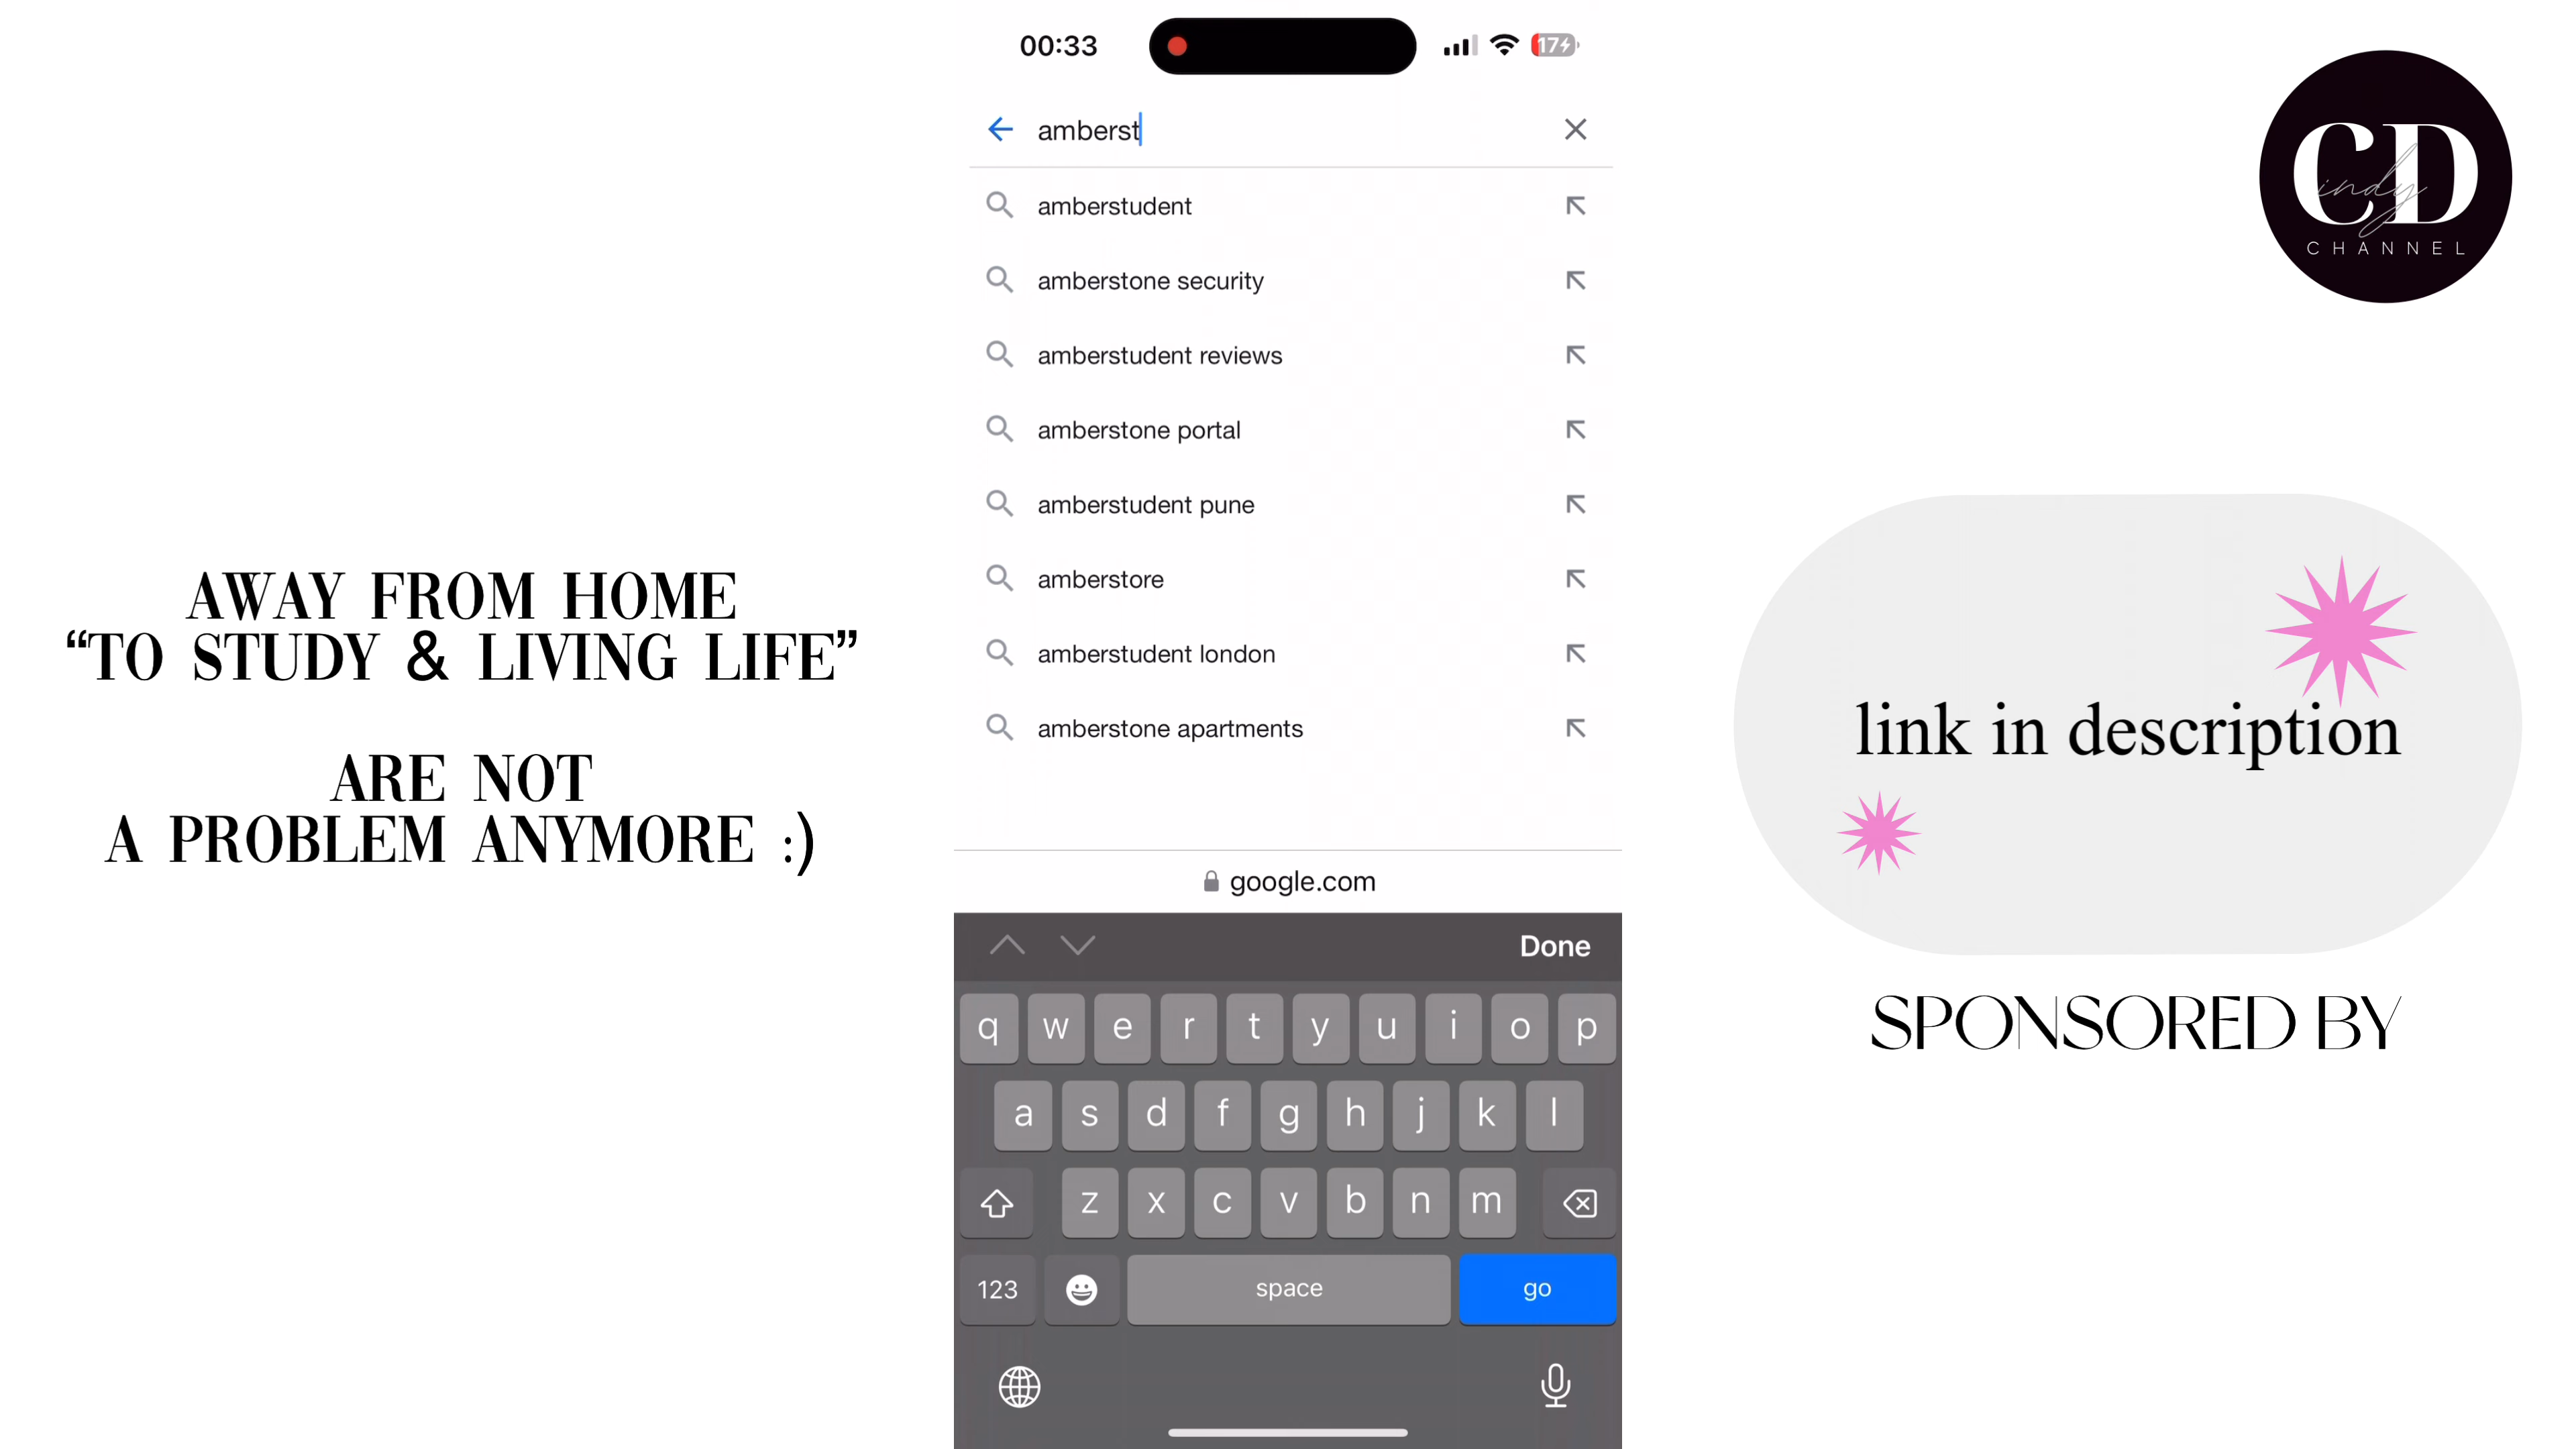 AWAY FROM HOME
“TO STUDY & LIVING LIFE”
ARE NOT
A PROBLEM ANYMORE :)
00:33
17
amberst
amberstudent
amberstone security
amberstudent reviews
amberstone portal
amberstudent pune
amberstore
amberstudent london
amberstone apartments
google.com
Done
q w e r t y u i o p
a s d f g h j k l
z x c v b n m
123 space go
CD
indy
CHANNEL
link in description
SPONSORED BY